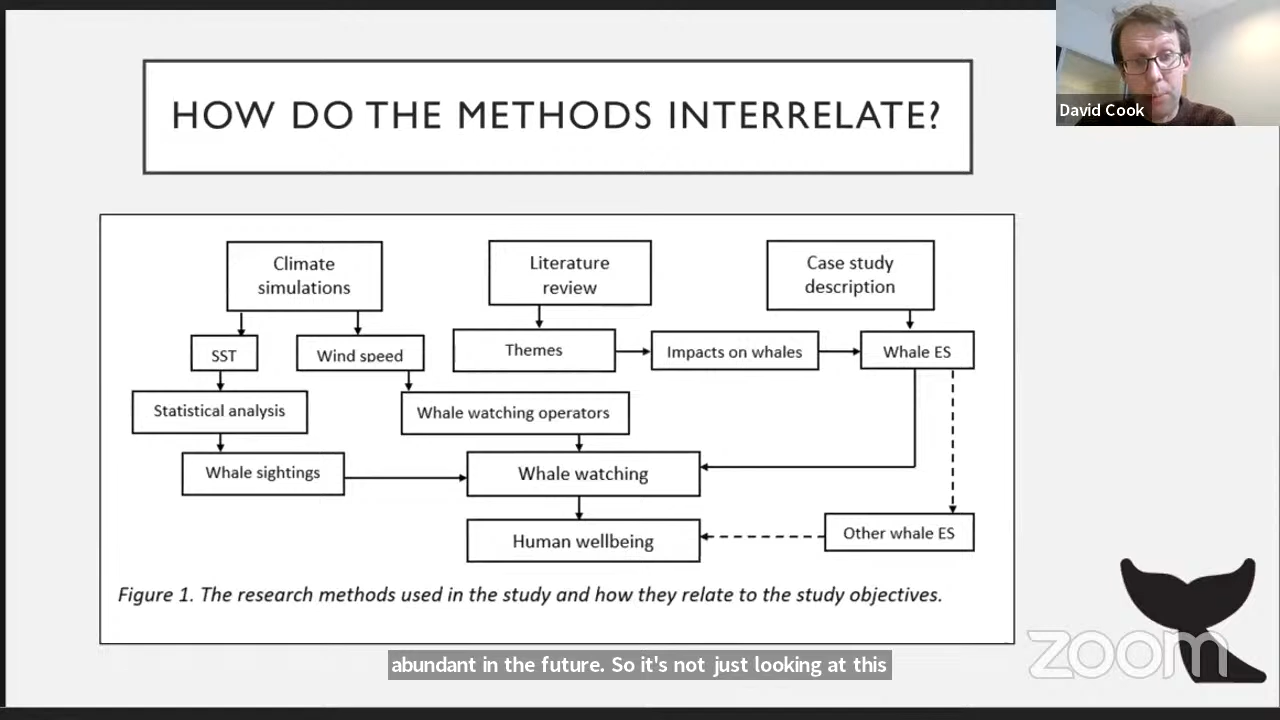 HOW DO THE METHODS INTERRELATE?
David Cook
Climate
simulations
Literature
review
Case study
description
SST
Wind speed
Themes
Impacts on whales
Whale ES
Statistical analysis
Whale watching operators
Whale sightings
Whale watching
Human wellbeing
Other whale ES
Figure 1. The research methods used in the study and how they relate to the study objectives.
abundant in the future. So it's not just looking at this
zoom